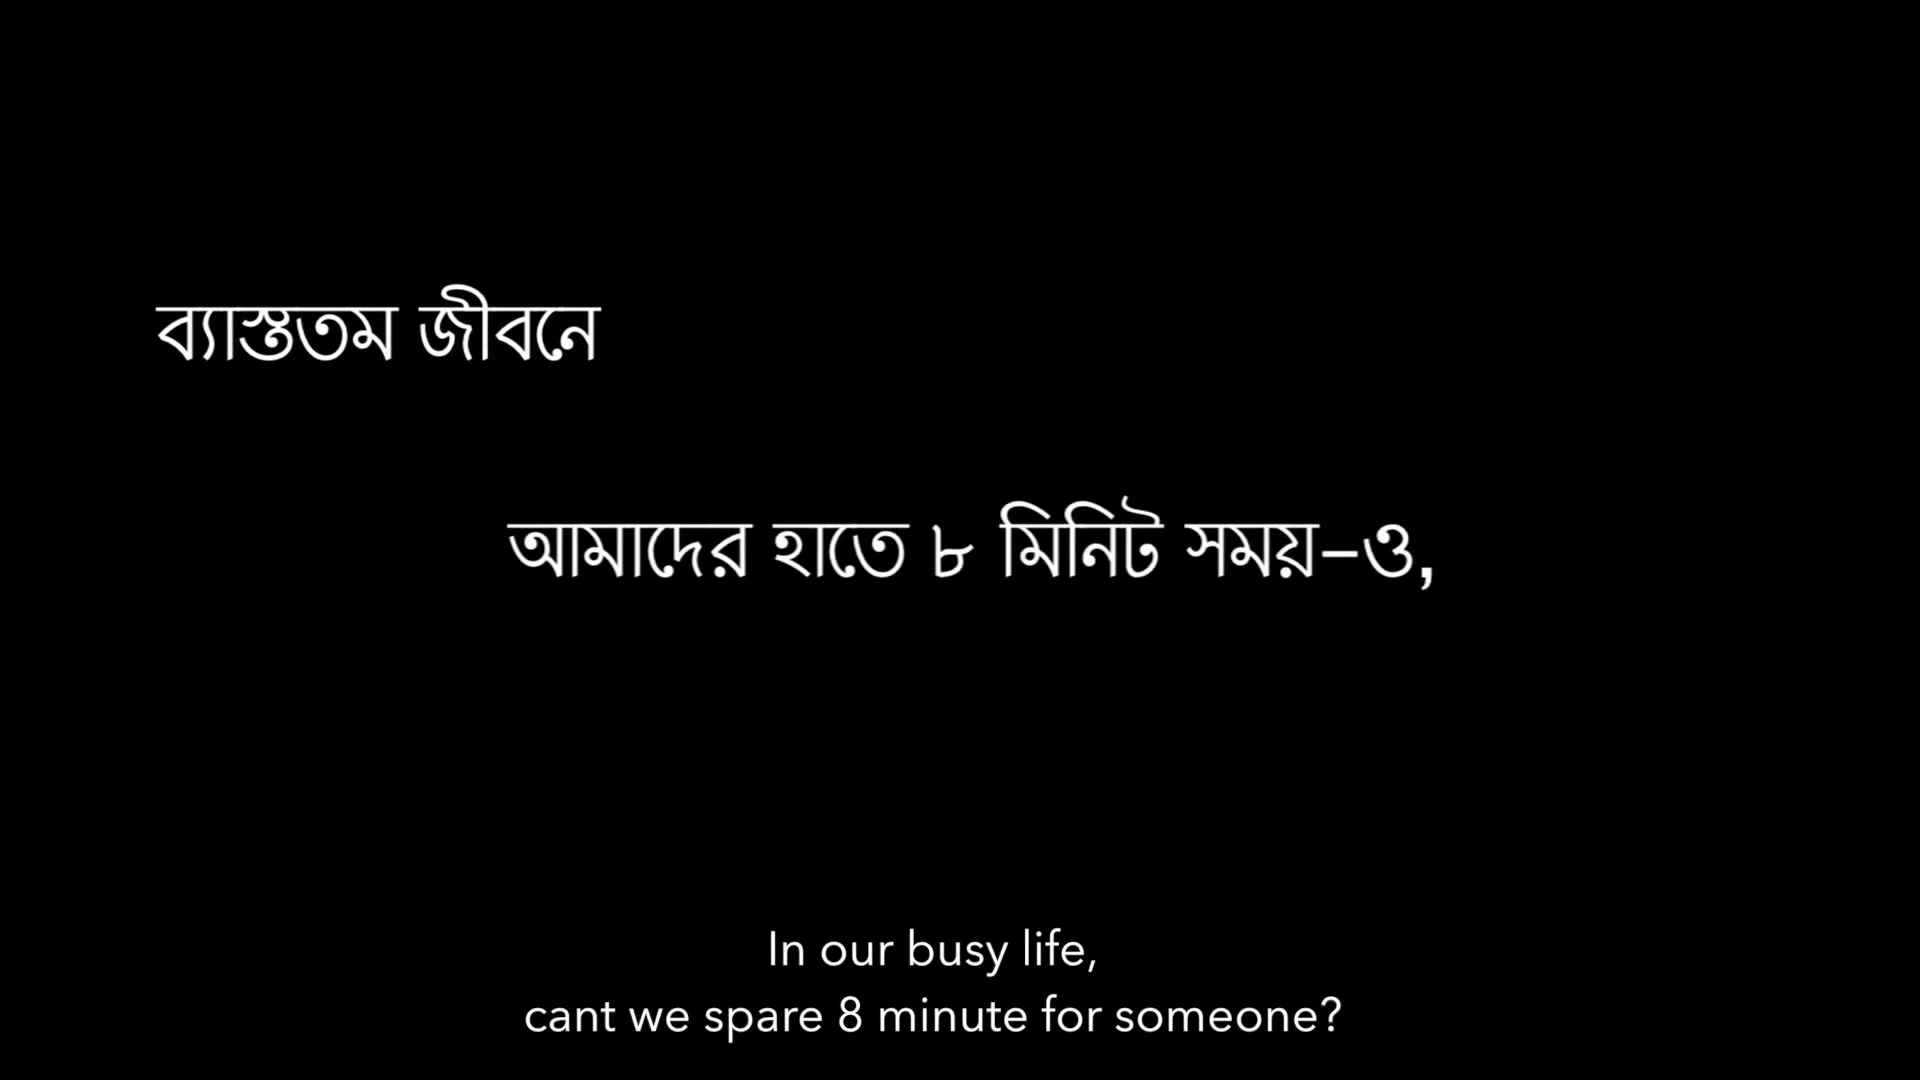 ব্যাস্ততম জীবনে
আমাদের হাতে ৮ মিনিট সময়–ও,
In our busy life,
cant we spare 8 minute for someone?